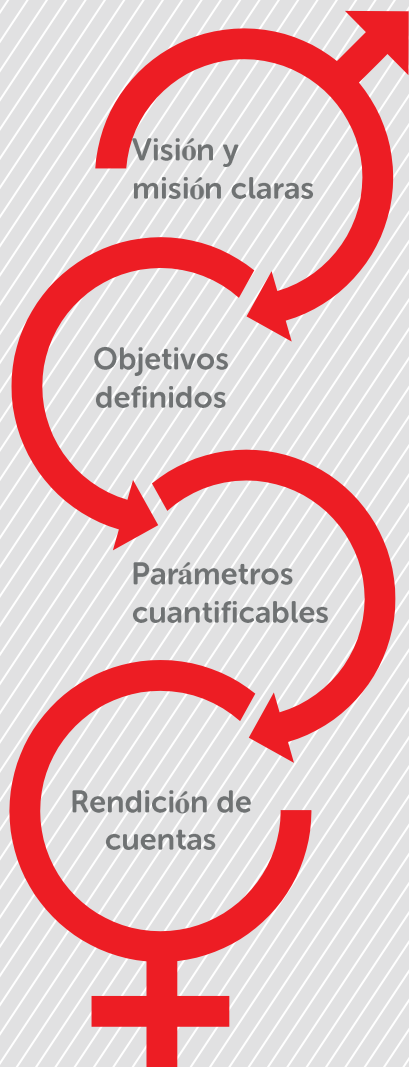 Visión y
misión claras
Objetivos
definidos
Parámetros
cuantificables
Rendición de
cuentas